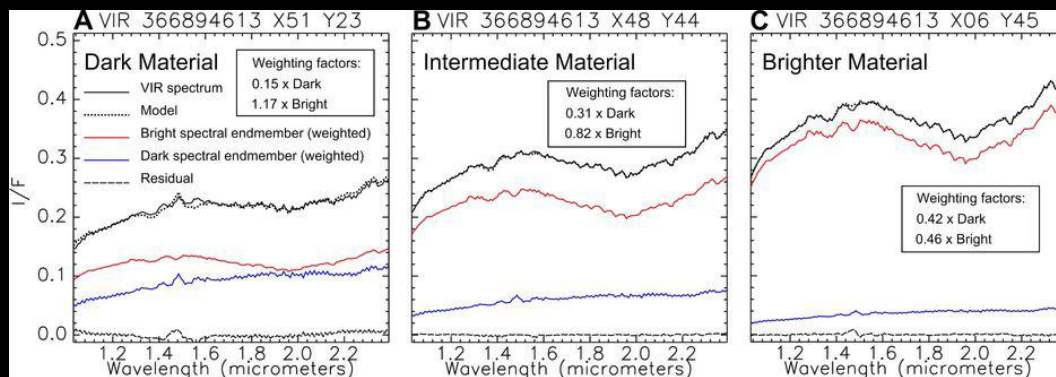 A VIR 366894613 X51 Y23
B VIR 366894613 X48 Y44
C VIR 366894613 X06 Y45
I/F
0.5
0.4
0.3
0.2
0.1
0.0
Dark Material
VIR spectrum
Model
Bright spectral endmember (weighted)
Dark spectral endmember (weighted)
Residual
Weighting factors:
0.15 x Dark
1.17 x Bright
1.2 1.4 1.6 1.8 2.0 2.2
Wavelength (micrometers)
Intermediate Material
Weighting factors:
0.31 x Dark
0.82 x Bright
1.2 1.4 1.6 1.8 2.0 2.2
Wavelength (micrometers)
Brighter Material
Weighting factors:
0.42 x Dark
0.46 x Bright
1.2 1.4 1.6 1.8 2.0 2.2
Wavelength (micrometers)